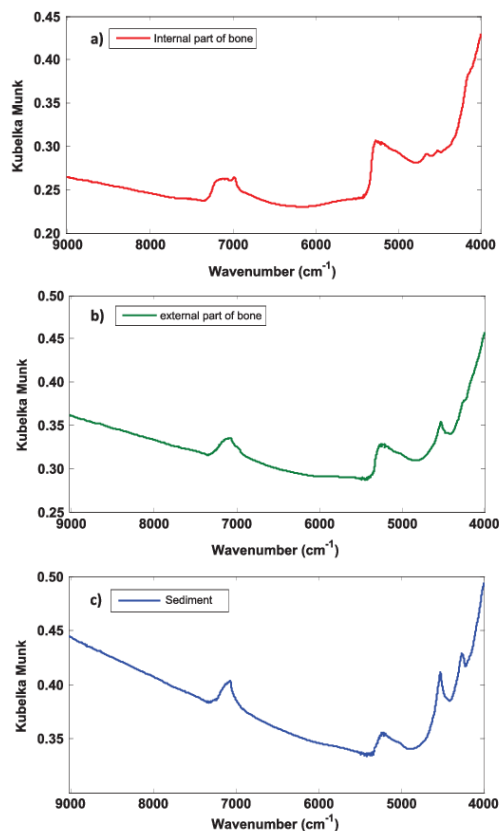 0.45
a)
Internal part of bone
0.40
0.35
0.30
0.25
0.20
Kubelka Munk
9000 8000 7000 6000 5000 4000
Wavenumber (cm⁻¹)
0.50
b)
external part of bone
0.45
0.40
0.35
0.30
0.25
Kubelka Munk
9000 8000 7000 6000 5000 4000
Wavenumber (cm⁻¹)
0.50
c)
Sediment
0.45
0.40
0.35
Kubelka Munk
9000 8000 7000 6000 5000 4000
Wavenumber (cm⁻¹)